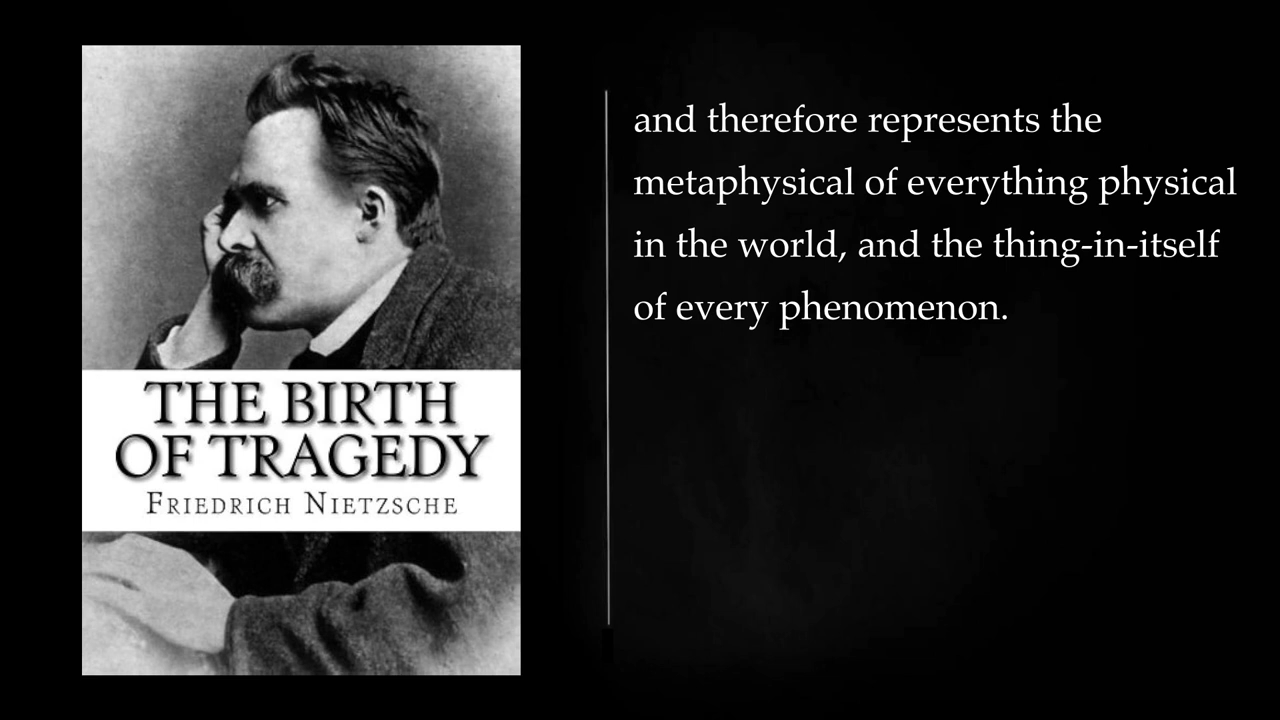 THE BIRTH
OF TRAGEDY
Friedrich Nietzsche
and therefore represents the
metaphysical of everything physical
in the world, and the thing-in-itself
of every phenomenon.